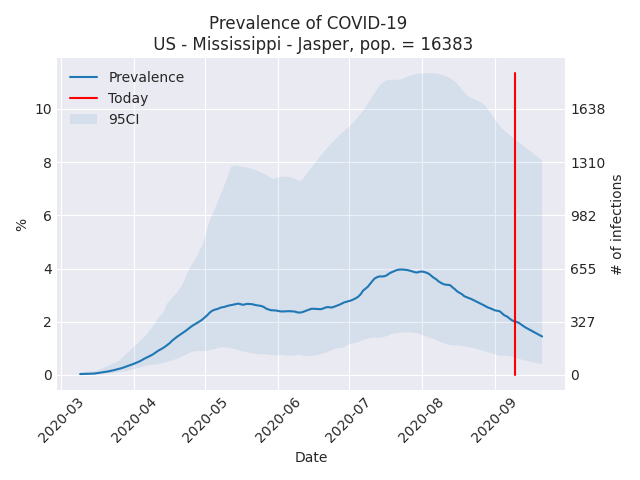 Prevalence of COVID-19
US - Mississippi - Jasper, pop. = 16383
Prevalence
Today
95CI
%
10
8
6
4
2
0
1638
1310
982
655
327
0
# of infections
2020-03
2020-04
2020-05
2020-06
2020-07
2020-08
2020-09
Date